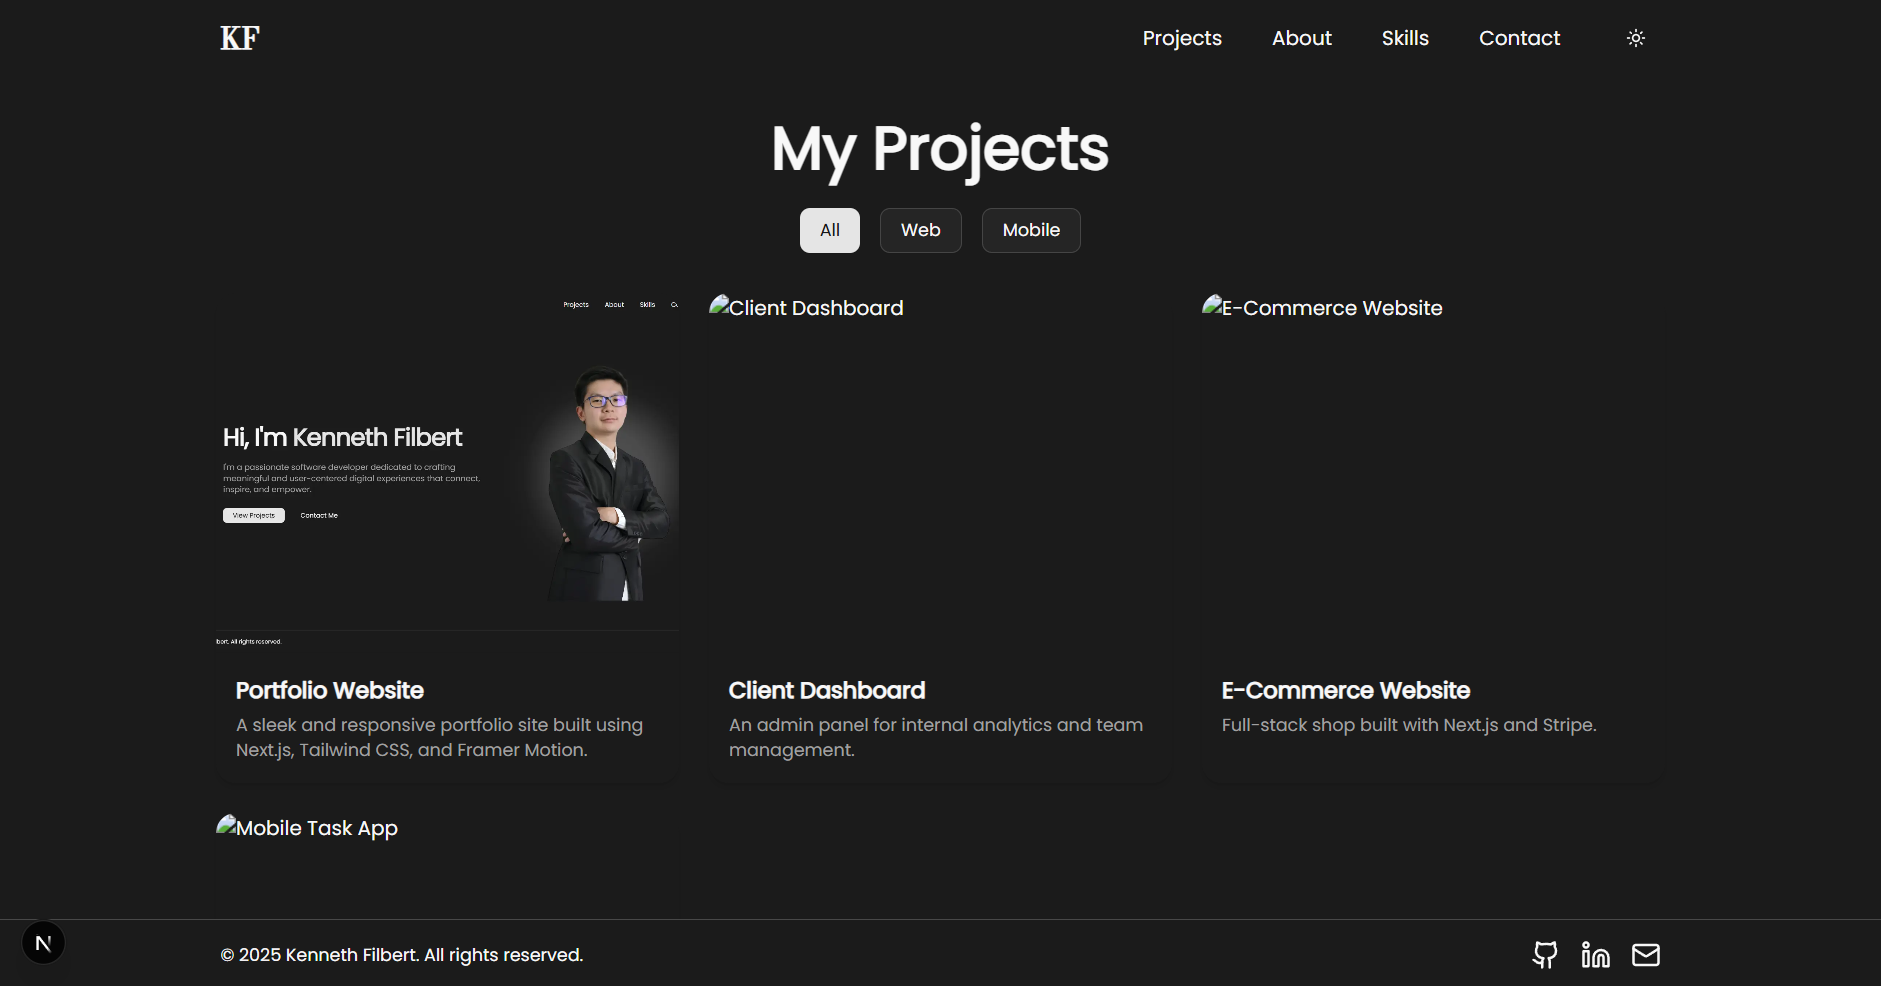 KF
Projects About Skills Contact
My Projects
All Web Mobile
Projects About Skills
Hi, I'm Kenneth Filbert
I'm a passionate software developer dedicated to crafting
meaningful and user-centered digital experiences that connect,
inspire, and empower.
View Projects Contact Me
bert. All rights reserved.
Portfolio Website
A sleek and responsive portfolio site built using
Next.js, Tailwind CSS, and Framer Motion.
Client Dashboard
Client Dashboard
An admin panel for internal analytics and team
management.
E-Commerce Website
E-Commerce Website
Full-stack shop built with Next.js and Stripe.
Mobile Task App
N
© 2025 Kenneth Filbert. All rights reserved.